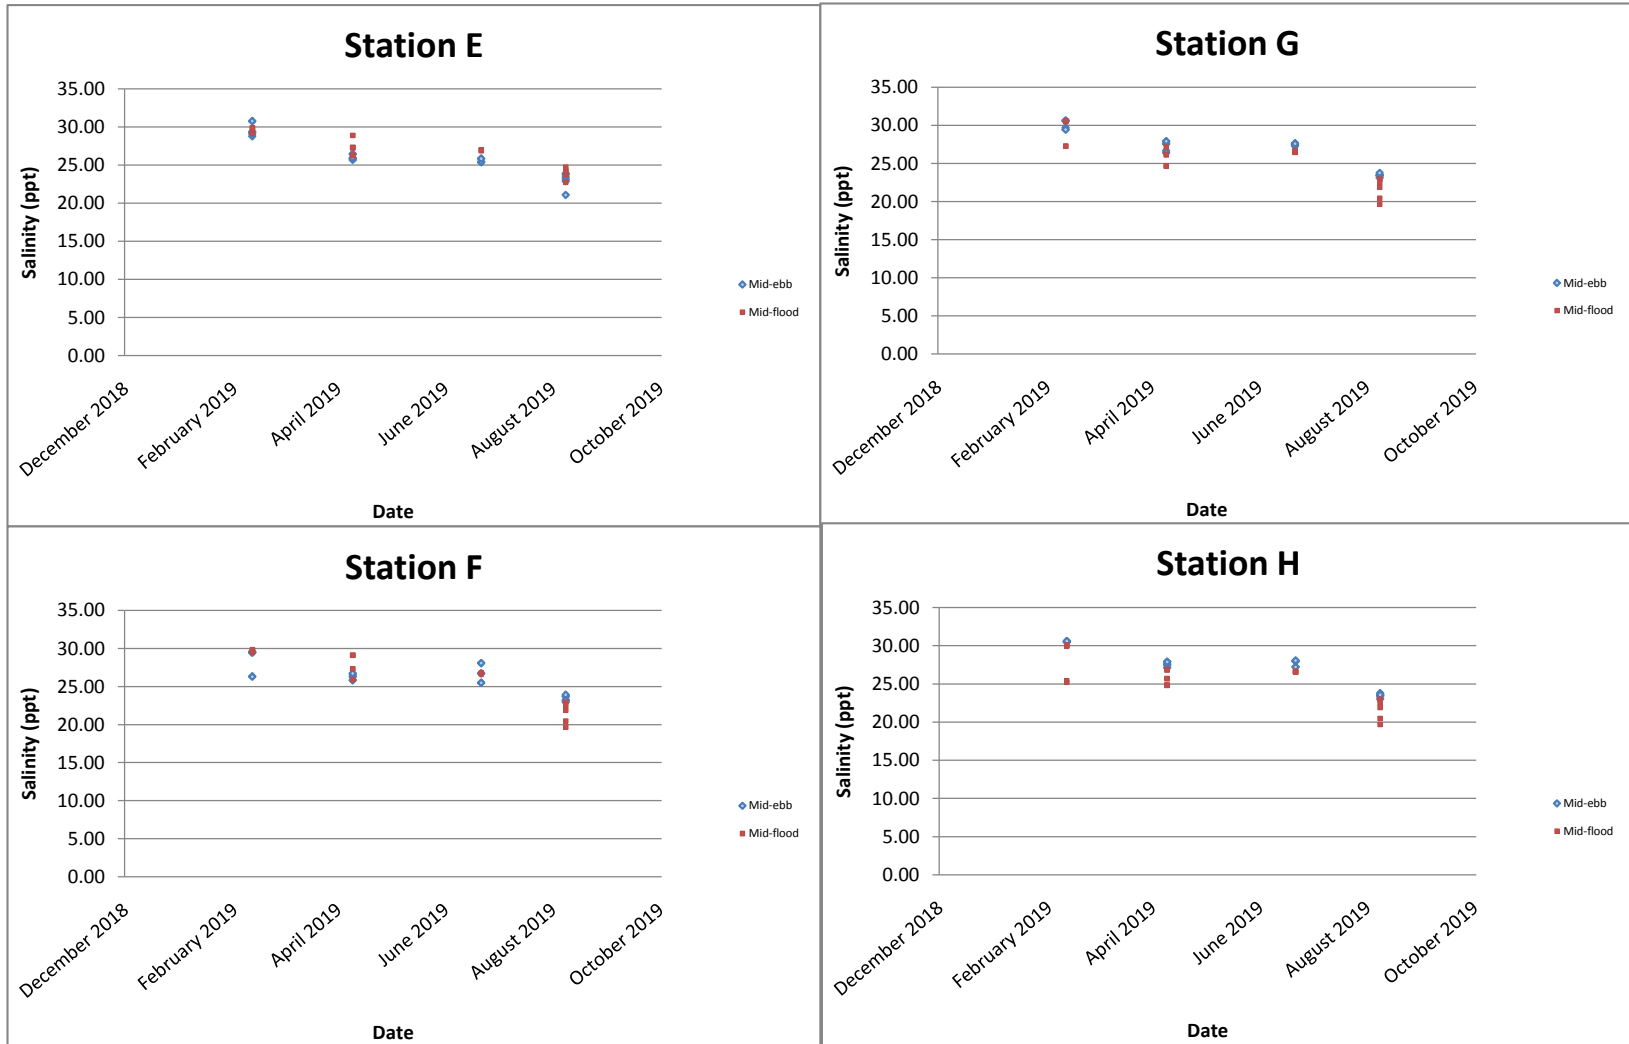 Station E
35.00
30.00
25.00
20.00
15.00
10.00
5.00
0.00
Salinity (ppt)
December 2018
February 2019
April 2019
June 2019
August 2019
October 2019
Date
Mid-ebb
Mid-flood
Station G
35.00
30.00
25.00
20.00
15.00
10.00
5.00
0.00
Salinity (ppt)
December 2018
February 2019
April 2019
June 2019
August 2019
October 2019
Date
Mid-ebb
Mid-flood
Station F
35.00
30.00
25.00
20.00
15.00
10.00
5.00
0.00
Salinity (ppt)
December 2018
February 2019
April 2019
June 2019
August 2019
October 2019
Date
Mid-ebb
Mid-flood
Station H
35.00
30.00
25.00
20.00
15.00
10.00
5.00
0.00
Salinity (ppt)
December 2018
February 2019
April 2019
June 2019
August 2019
October 2019
Date
Mid-ebb
Mid-flood